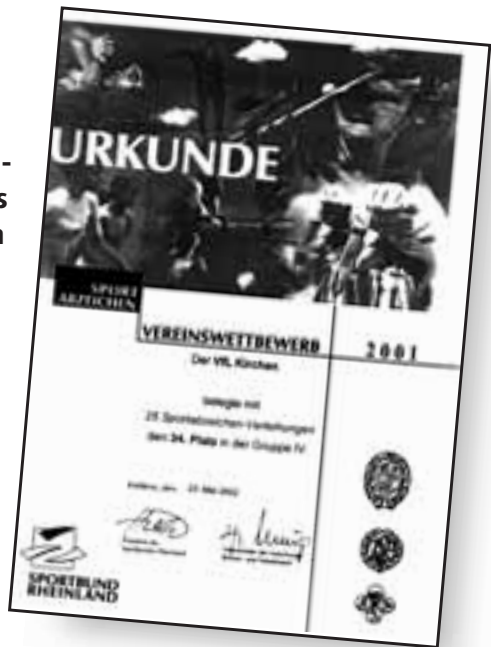 -
s
n
URKUNDE
SPORT
ABZEICHEN
VEREINSWETTBEWERB 2001
Der VfL Kirchen
belegte mit
25 Sportabzeichen-Verleihungen
den 34. Platz in der Gruppe IV
SPORTBUND
RHEINLAND